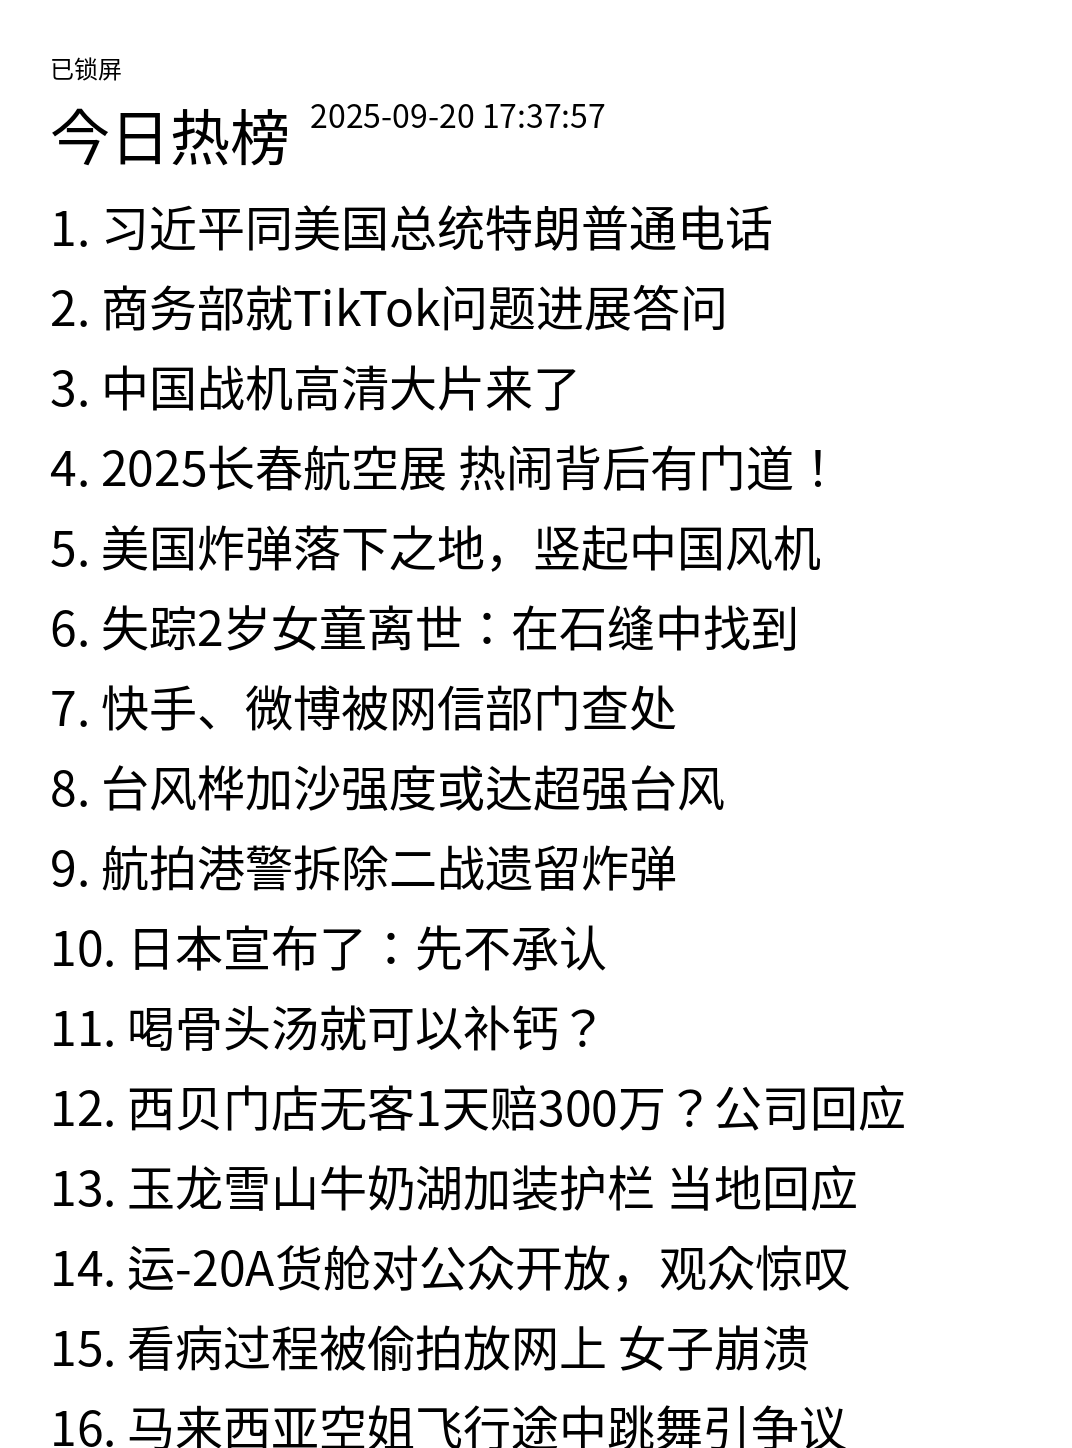 已锁屏
今日热榜 2025-09-20 17:37:57
1. 习近平同美国总统特朗普通电话
2. 商务部就TikTok问题进展答问
3. 中国战机高清大片来了
4. 2025长春航空展 热闹背后有门道！
5. 美国炸弹落下之地，竖起中国风机
6. 失踪2岁女童离世：在石缝中找到
7. 快手、微博被网信部门查处
8. 台风桦加沙强度或达超强台风
9. 航拍港警拆除二战遗留炸弹
10. 日本宣布了：先不承认
11. 喝骨头汤就可以补钙？
12. 西贝门店无客1天赔300万？公司回应
13. 玉龙雪山牛奶湖加装护栏 当地回应
14. 运-20A货舱对公众开放，观众惊叹
15. 看病过程被偷拍放网上 女子崩溃
16. 马来西亚空姐飞行途中跳舞引争议